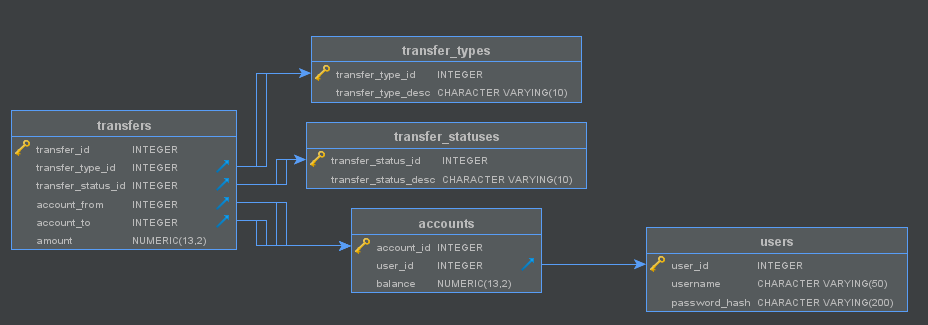 transfer_types
transfer_type_id INTEGER
transfer_type_desc CHARACTER VARYING(10)
transfers
transfer_id INTEGER
transfer_type_id INTEGER
transfer_status_id INTEGER
account_from INTEGER
account_to INTEGER
amount NUMERIC(13,2)
transfer_statuses
transfer_status_id INTEGER
transfer_status_desc CHARACTER VARYING(10)
accounts
account_id INTEGER
user_id INTEGER
balance NUMERIC(13,2)
users
user_id INTEGER
username CHARACTER VARYING(50)
password_hash CHARACTER VARYING(200)